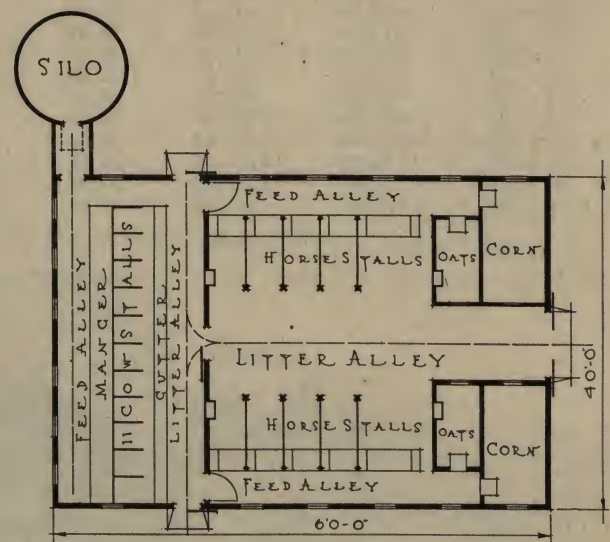 SILO
FEED ALLEY
HORSE STALLS
OATS
CORN
FEED ALLEY
MANGER
11 COW STALLS
GUTTER
LITTER ALLEY
LITTER ALLEY
40'-0"
HORSE STALLS
OATS
CORN
FEED ALLEY
60'-0"